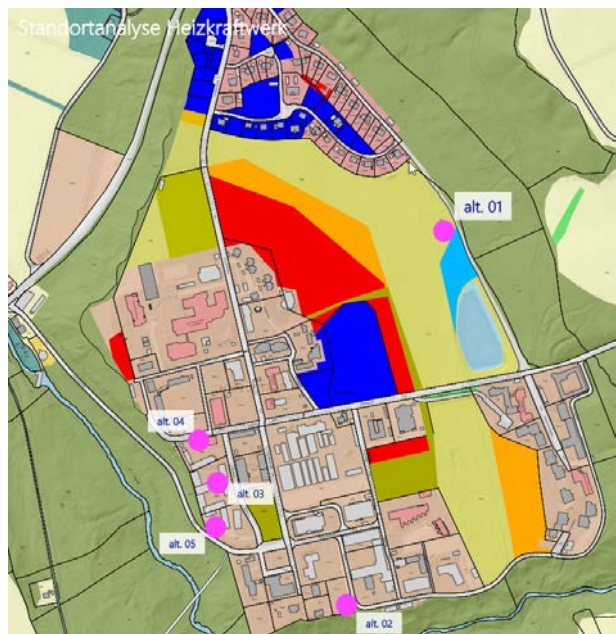 Standortanalyse Heizkraftwerk
alt. 01
alt. 04
alt. 03
alt. 05
alt. 02